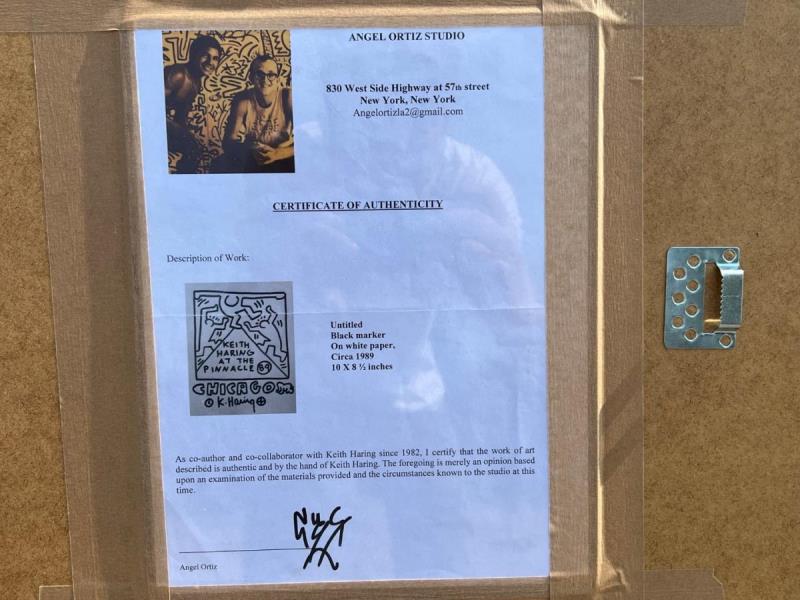 ANGEL ORTIZ STUDIO
830 West Side Highway at 57th street
New York, New York
Angelortizla2@gmail.com
CERTIFICATE OF AUTHENTICITY
Description of Work:
KEITH
HARING
AT THE
PINNACLE 89
CHICAGO
K. Haring
Untitled
Black marker
On white paper,
Circa 1989
10 X 8 ½ inches
As co-author and co-collaborator with Keith Haring since 1982, I certify that the work of art
described is authentic and by the hand of Keith Haring. The foregoing is merely an opinion based
upon an examination of the materials provided and the circumstances known to the studio at this
time.
Angel Ortiz